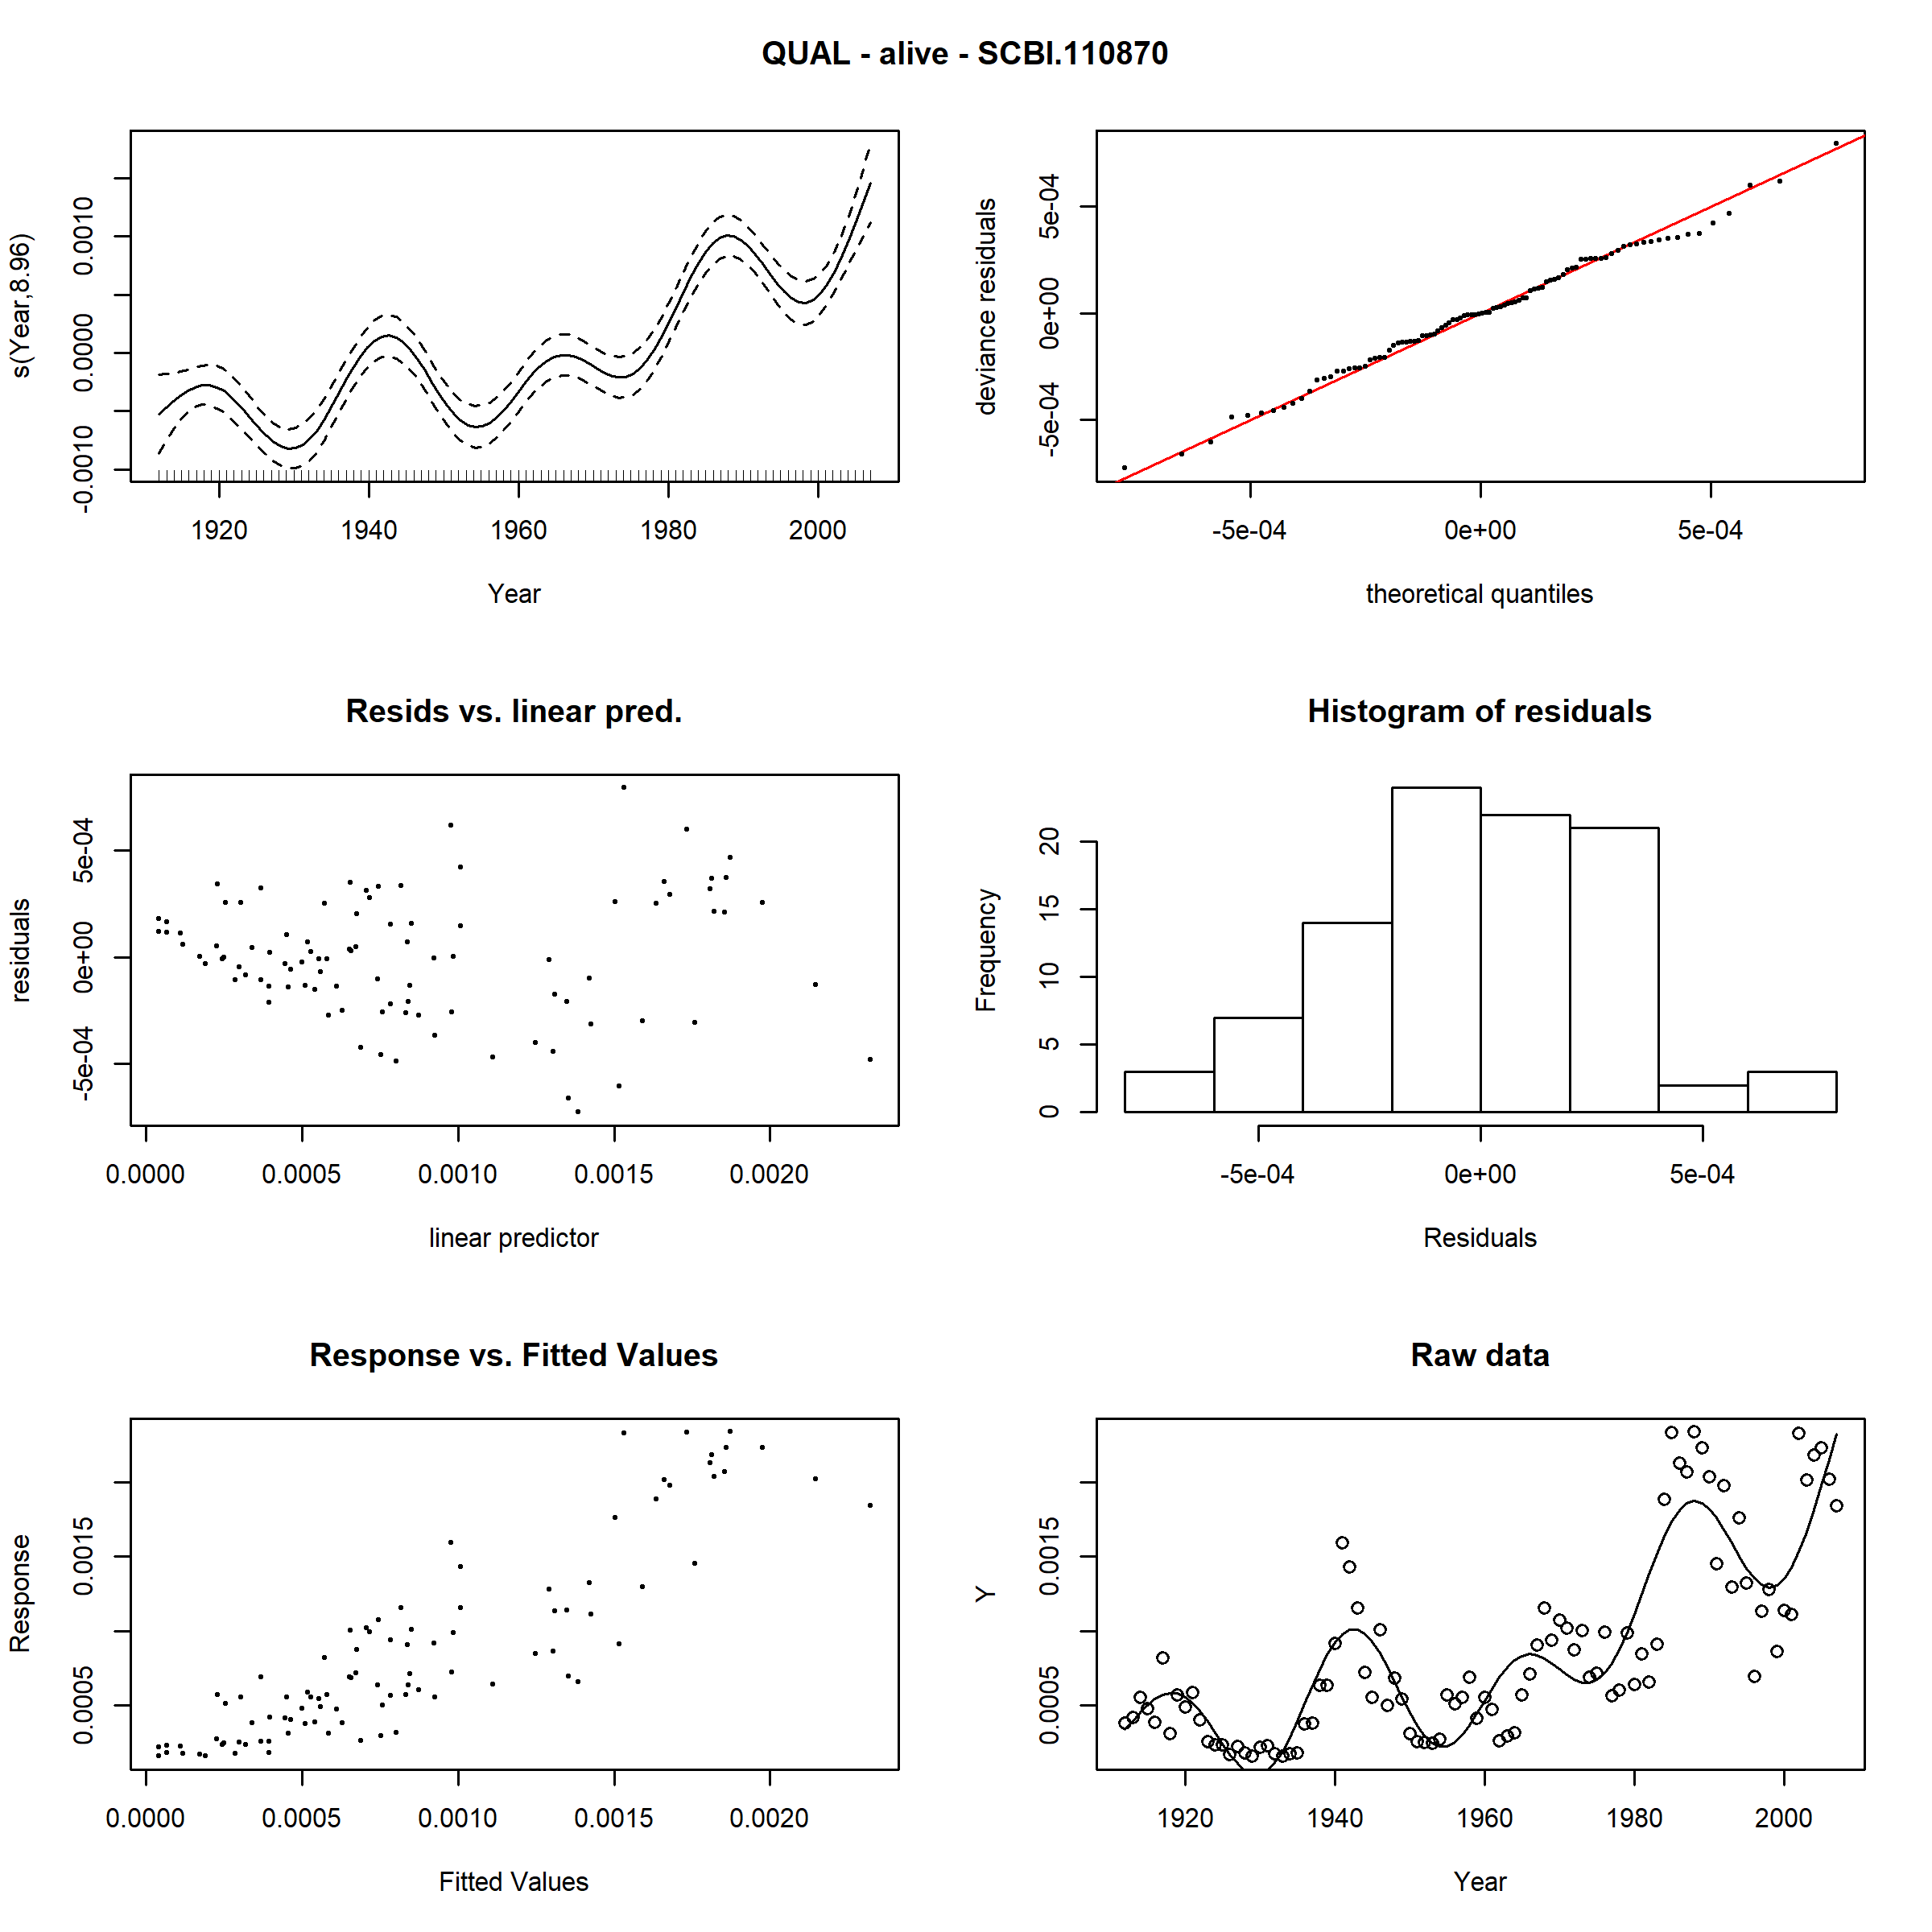 QUAL - alive - SCBI.110870
s(Year,8.96)
-0.0010 0.0000 0.0010
1920 1940 1960 1980 2000
Year
deviance residuals
-5e-04 0e+00 5e-04
-5e-04 0e+00 5e-04
theoretical quantiles
Resids vs. linear pred.
residuals
-5e-04 0e+00 5e-04
0.0000 0.0005 0.0010 0.0015 0.0020
linear predictor
Histogram of residuals
Frequency
0 5 10 15 20
-5e-04 0e+00 5e-04
Residuals
Response vs. Fitted Values
Response
0.0005 0.0015
0.0000 0.0005 0.0010 0.0015 0.0020
Fitted Values
Raw data
Y
0.0005 0.0015
1920 1940 1960 1980 2000
Year